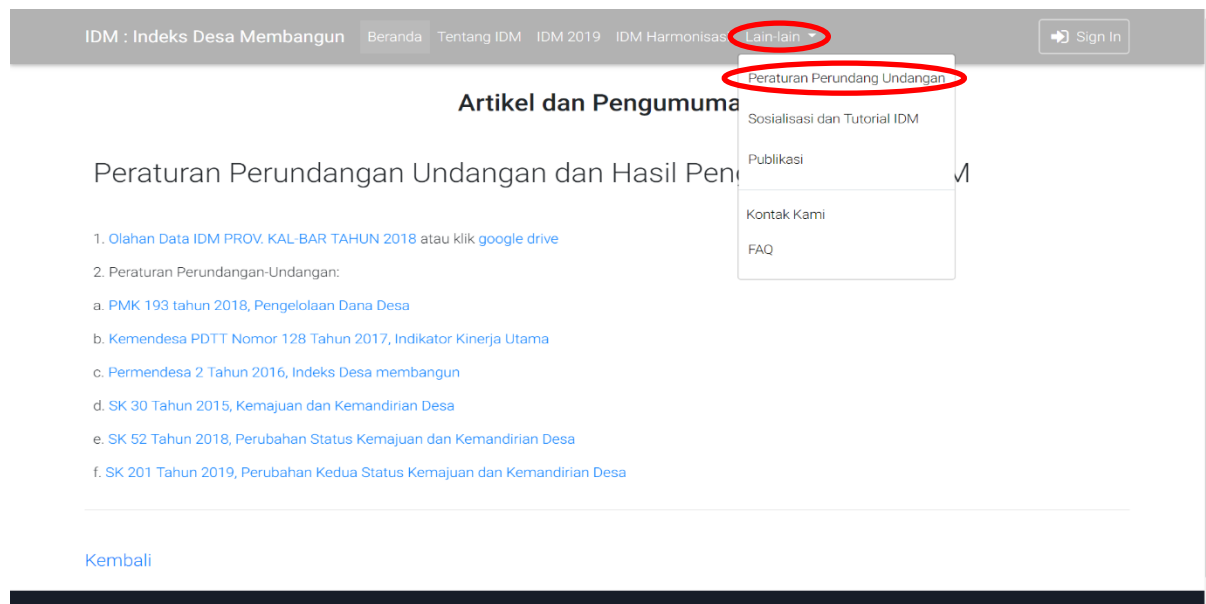 IDM : Indeks Desa Membangun Beranda Tentang IDM IDM 2019 IDM Harmonisas Lain-lain Sign In
Peraturan Perundang Undangan
Sosialisasi dan Tutorial IDM
Publikasi
Kontak Kami
FAQ
Artikel dan Pengumuma
Peraturan Perundangan Undangan dan Hasil Pen M
1. Olahan Data IDM PROV. KAL-BAR TAHUN 2018 atau klik google drive
2. Peraturan Perundangan-Undangan:
a. PMK 193 tahun 2018, Pengelolaan Dana Desa
b. Kemendesa PDTT Nomor 128 Tahun 2017, Indikator Kinerja Utama
c. Permendesa 2 Tahun 2016, Indeks Desa membangun
d. SK 30 Tahun 2015, Kemajuan dan Kemandirian Desa
e. SK 52 Tahun 2018, Perubahan Status Kemajuan dan Kemandirian Desa
f. SK 201 Tahun 2019, Perubahan Kedua Status Kemajuan dan Kemandirian Desa
Kembali